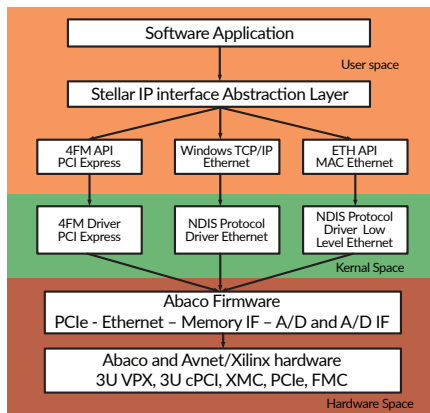 Software Application
User space
Stellar IP interface Abstraction Layer
4FM API
PCI Express
Windows TCP/IP
Ethernet
ETH API
MAC Ethernet
4FM Driver
PCI Express
NDIS Protocol
Driver Ethernet
NDIS Protocol
Driver Low
Level Ethernet
Kernal Space
Abaco Firmware
PCIe - Ethernet – Memory IF – A/D and A/D IF
Abaco and Avnet/Xilinx hardware
3U VPX, 3U cPCI, XMC, PCIe, FMC
Hardware Space